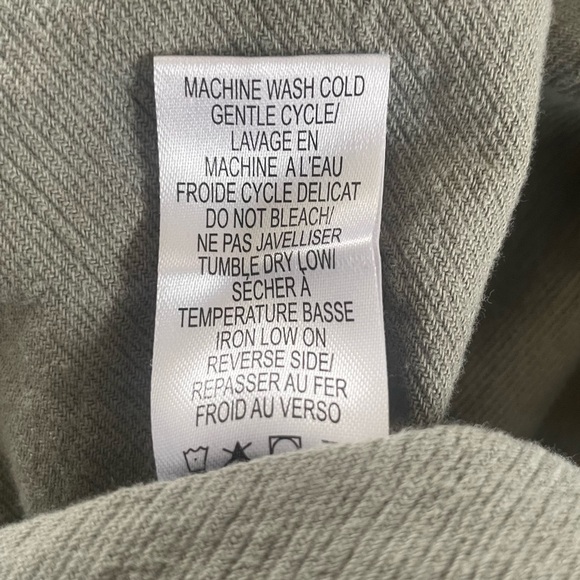 MACHINE WASH COLD
GENTLE CYCLE/
LAVAGE EN
MACHINE A L'EAU
FROIDE CYCLE DELICAT
DO NOT BLEACH/
NE PAS JAVELLISER
TUMBLE DRY LOW/
SÉCHER À
TEMPERATURE BASSE
IRON LOW ON
REVERSE SIDE/
REPASSER AU FER
FROID AU VERSO